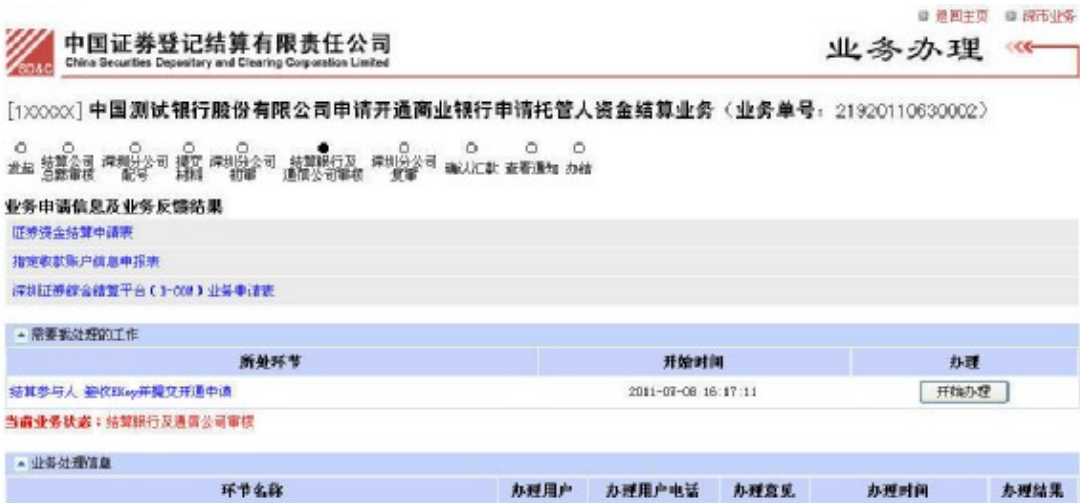 返回主页 深市业务
中国证券登记结算有限责任公司
China Securities Depository and Clearing Corporation Limited
业务办理
SD&C
[1XXXXX] 中国测试银行股份有限公司申请开通商业银行申请托管人资金结算业务（业务单号：21920110630002）
发起 结算公司总部审核 深圳分公司配号 提交材料 深圳分公司初审 结算银行及通信公司审核 深圳分公司复审 确认汇款 查看通知 办结
业务申请信息及业务反馈结果
证券资金结算申请表
指定收款账户信息申报表
深圳证券综合结算平台（D-COM）业务申请表
需要我处理的工作
所处环节 开始时间 办理
结算参与人 签收EKey并提交开通申请 2011-07-08 16:17:11 开始办理
当前业务状态：结算银行及通信公司审核
业务处理信息
环节名称 办理用户 办理用户电话 办理意见 办理时间 办理结果